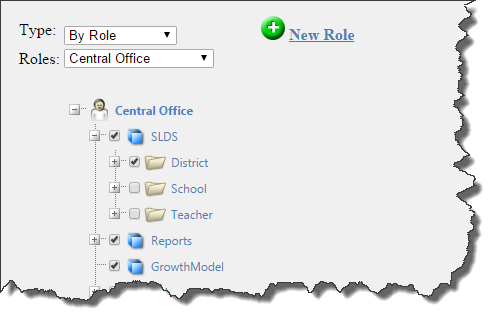 Type: By Role
New Role
Roles: Central Office
Central Office
SLDS
District
School
Teacher
Reports
GrowthModel